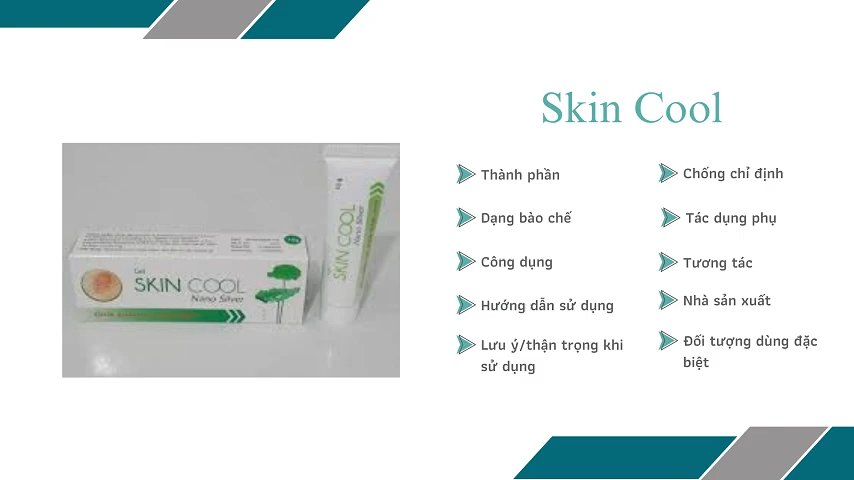 Skin Cool
Thành phần
Dạng bào chế
Công dụng
Hướng dẫn sử dụng
Lưu ý/thận trọng khi
sử dụng
Chống chỉ định
Tác dụng phụ
Tương tác
Nhà sản xuất
Đối tượng dùng đặc
biệt
Gel
SKIN COOL
Nano Silver
SKIN COOL
Nano Silver